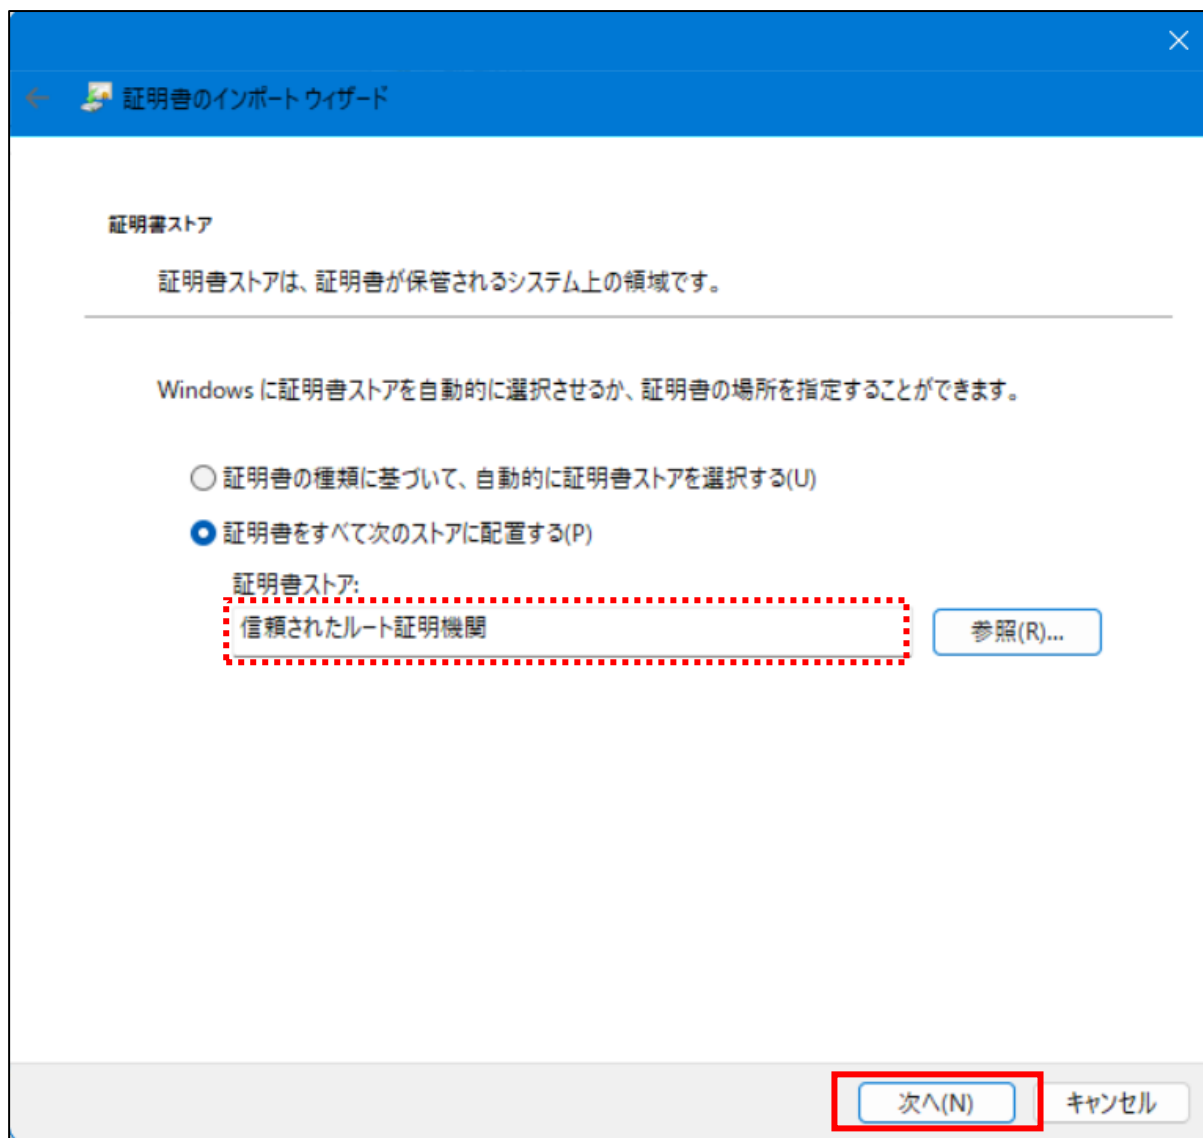 証明書のインポート ウィザード
証明書ストア
証明書ストアは、証明書が保管されるシステム上の領域です。
Windows に証明書ストアを自動的に選択させるか、証明書の場所を指定することができます。
証明書の種類に基づいて、自動的に証明書ストアを選択する(U)
証明書をすべて次のストアに配置する(P)
証明書ストア:
信頼されたルート証明機関
参照(R)...
次へ(N)
キャンセル